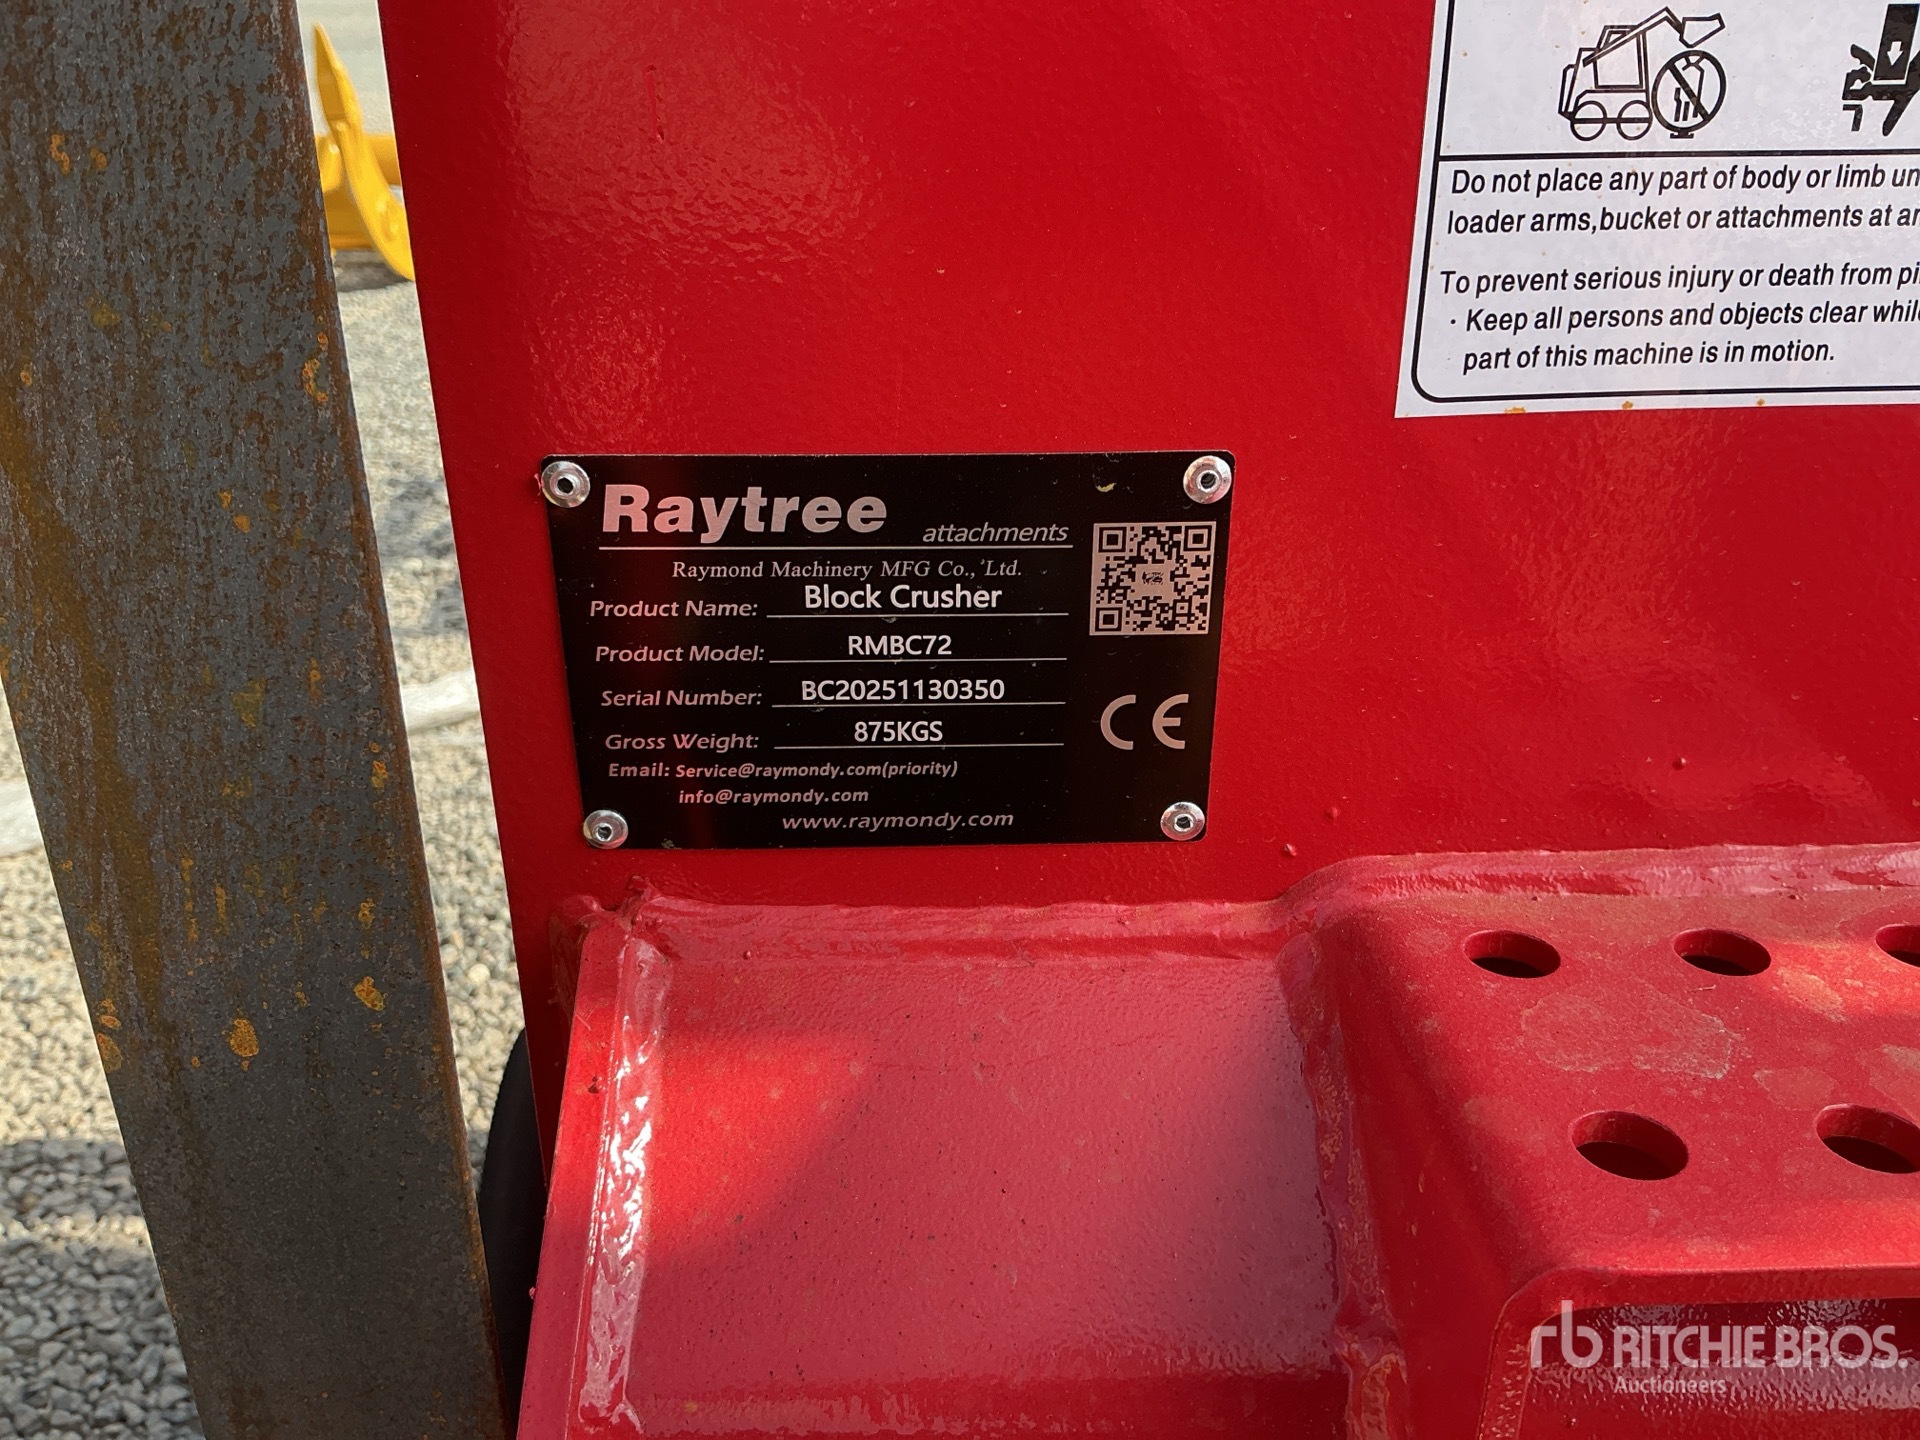 Do not place any part of body or limb un
loader arms,bucket or attachments at
To prevent serious injury or death from
· Keep all persons and objects clear
part of this machine is in motion.
Raytree
attachments
Raymond Machinery MFG Co., Ltd.
Product Name: Block Crusher
Product Model: RMBC72
Serial Number: BC20251130350
Gross Weight: 875KGS
CE
Email: Service@raymondy.com(priority)
info@raymondy.com
www.raymondy.com
rb RITCHIE BROS.
Auctioneers